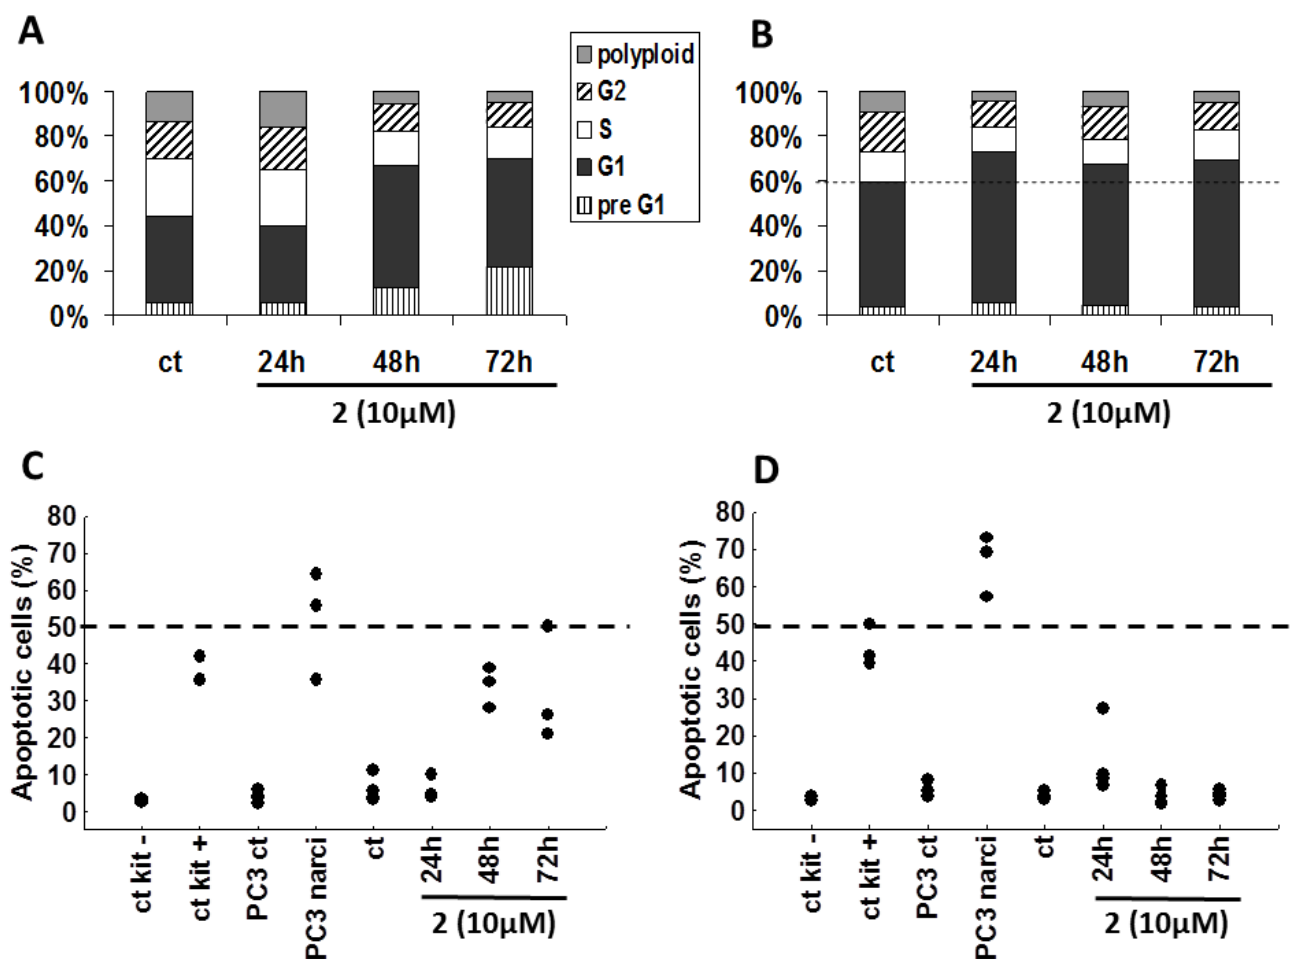 A
100%
80%
60%
40%
20%
0%
ct
24h
48h
72h
2 (10µM)
polyploid
G2
S
G1
pre G1
B
100%
80%
60%
40%
20%
0%
ct
24h
48h
72h
2 (10µM)
C
Apoptotic cells (%)
80
70
60
50
40
30
20
10
0
ct kit -
ct kit +
PC3 ct
PC3 narci
ct
24h
48h
72h
2 (10µM)
D
Apoptotic cells (%)
80
70
60
50
40
30
20
10
0
ct kit -
ct kit +
PC3 ct
PC3 narci
ct
24h
48h
72h
2 (10µM)